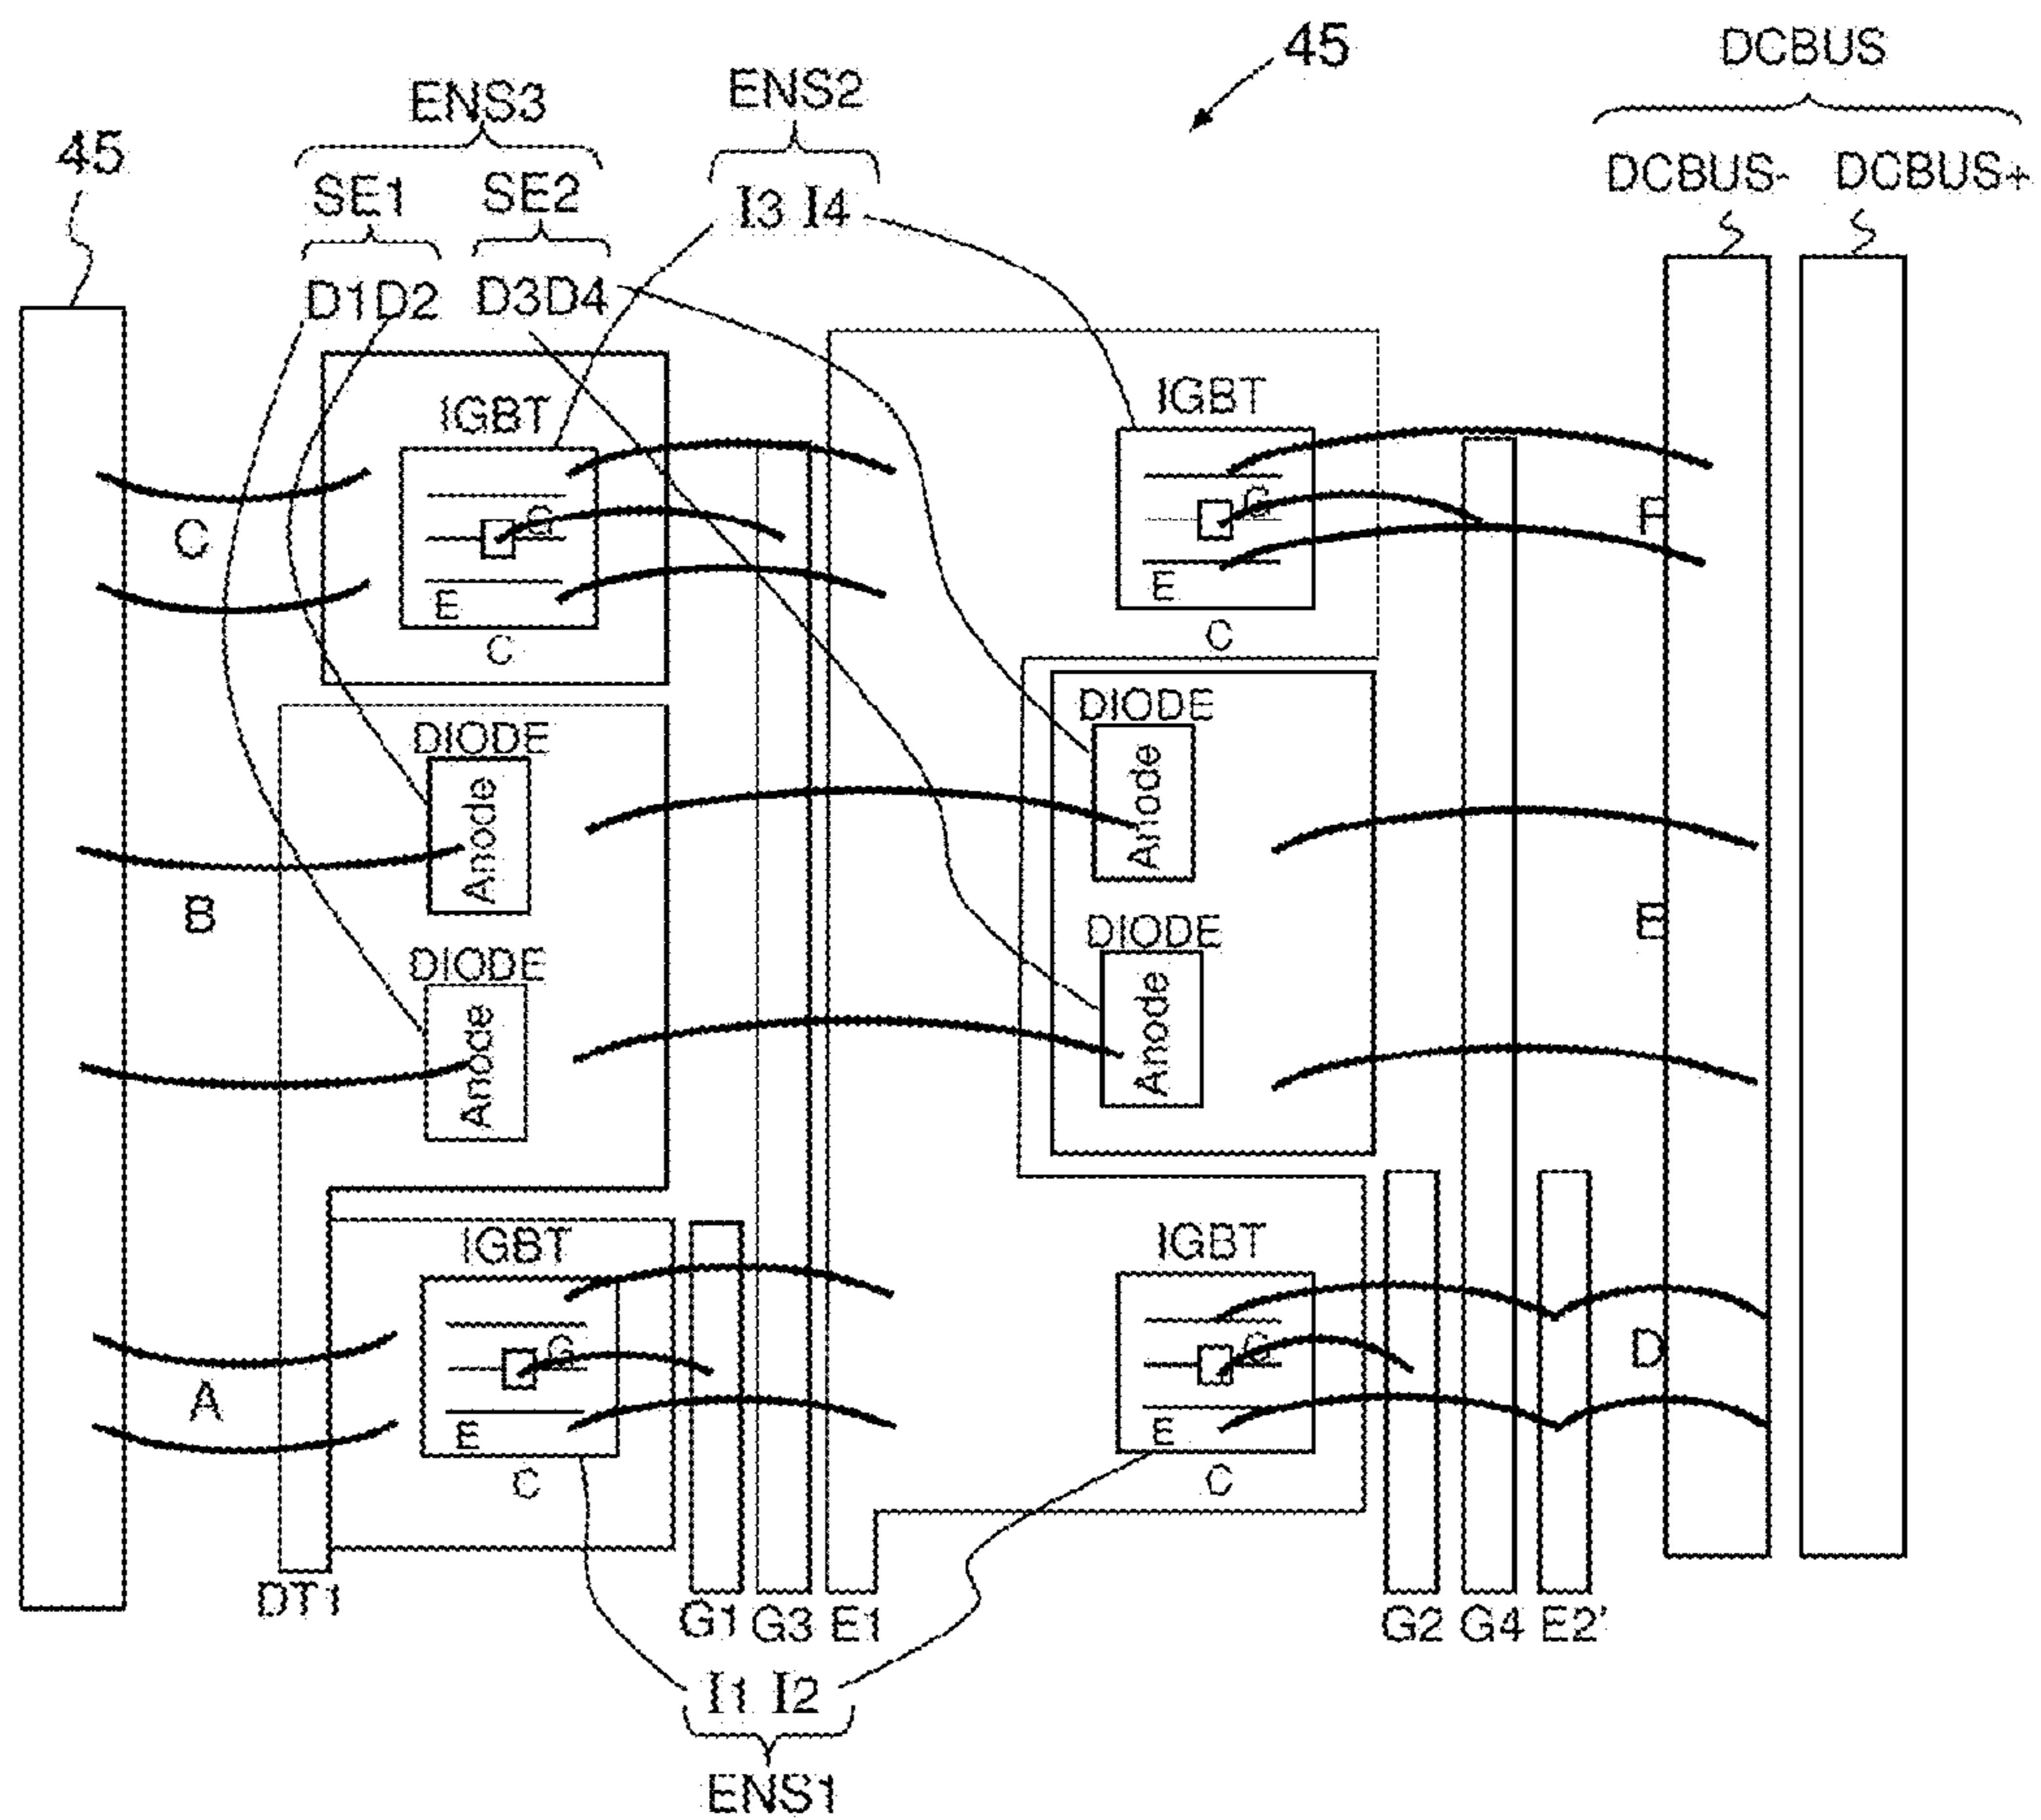 45
DCBUS
ENS3
ENS2
45
DCBUS-
DCBUS+
SE1
SE2
I3 I4
D1D2
D3D4
IGBT
IGBT
G
G
C
F
E
E
C
C
DIODE
DIODE
Anode
Anode
B
E
DIODE
DIODE
Anode
Anode
IGBT
IGBT
G
G
D
A
E
E
C
C
DT1
G1
G3
E1
G2
G4
E2'
I1 I2
ENS1